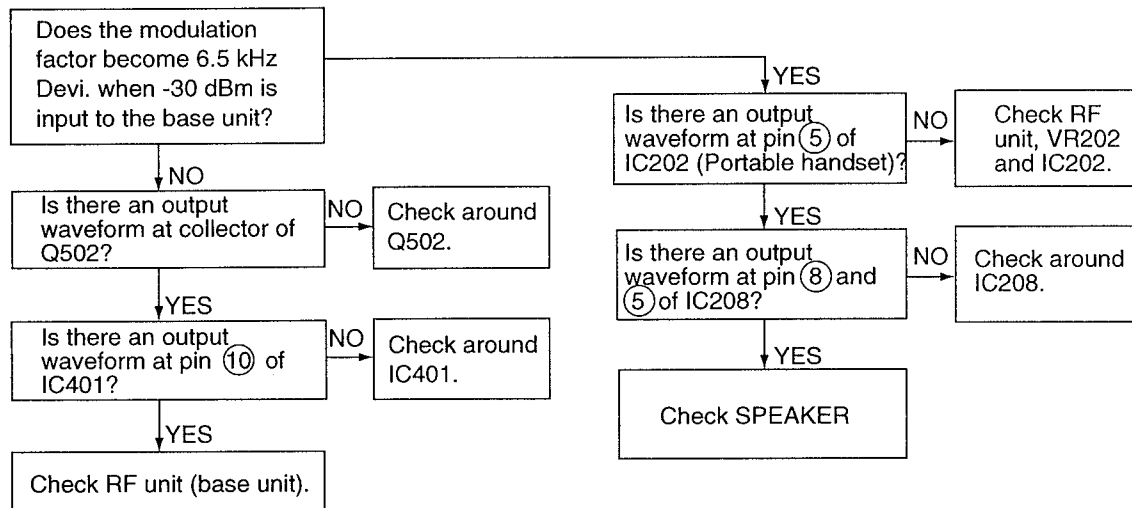 Does the modulation
factor become 6.5 kHz
Devi. when -30 dBm is
input to the base unit?
NO
Is there an output
waveform at collector of
Q502?
NO
Check around
Q502.
YES
Is there an output
waveform at pin ⑩ of
IC401?
NO
Check around
IC401.
YES
Check RF unit (base unit).
YES
Is there an output
waveform at pin ⑤ of
IC202 (Portable handset)?
NO
Check RF
unit, VR202
and IC202.
YES
Is there an output
waveform at pin ⑧ and
⑤ of IC208?
NO
Check around
IC208.
YES
Check SPEAKER